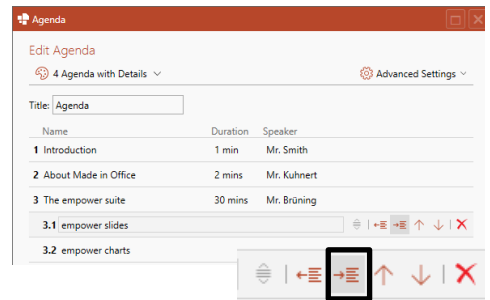 Agenda
Edit Agenda
4 Agenda with Details Advanced Settings
Title: Agenda
Name Duration Speaker
1 Introduction 1 min Mr. Smith
2 About Made in Office 2 mins Mr. Kuhnert
3 The empower suite 30 mins Mr. Brüning
3.1 empower slides
3.2 empower charts